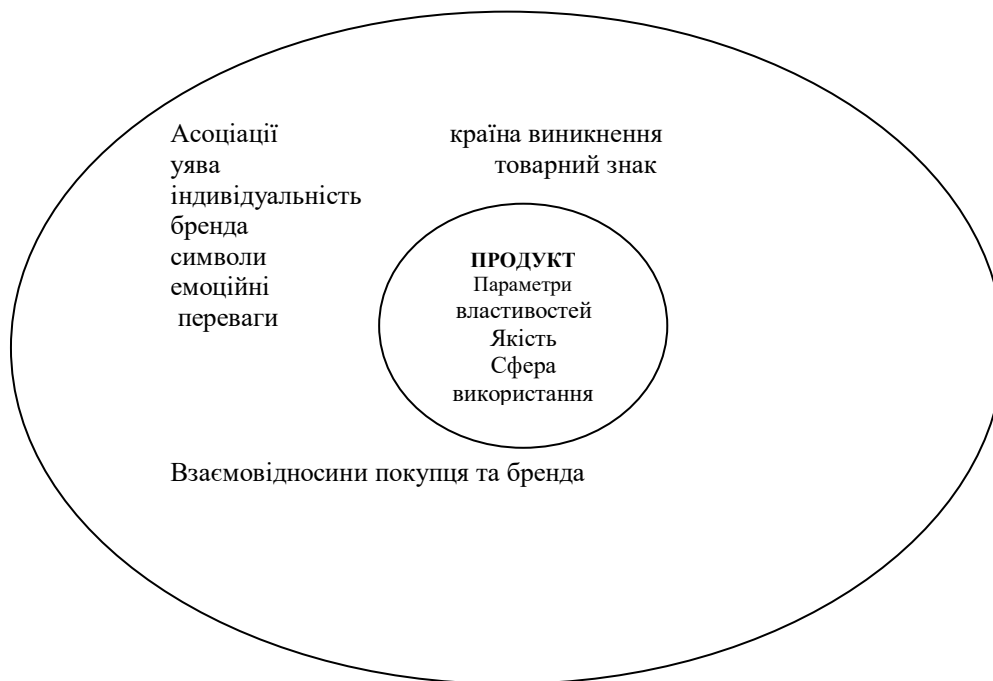 Асоціації країна виникнення
уява товарний знак
індивідуальність
бренда
символи
емоційні
переваги
ПРОДУКТ
Параметри
властивостей
Якість
Сфера
використання
Взаємовідносини покупця та бренда